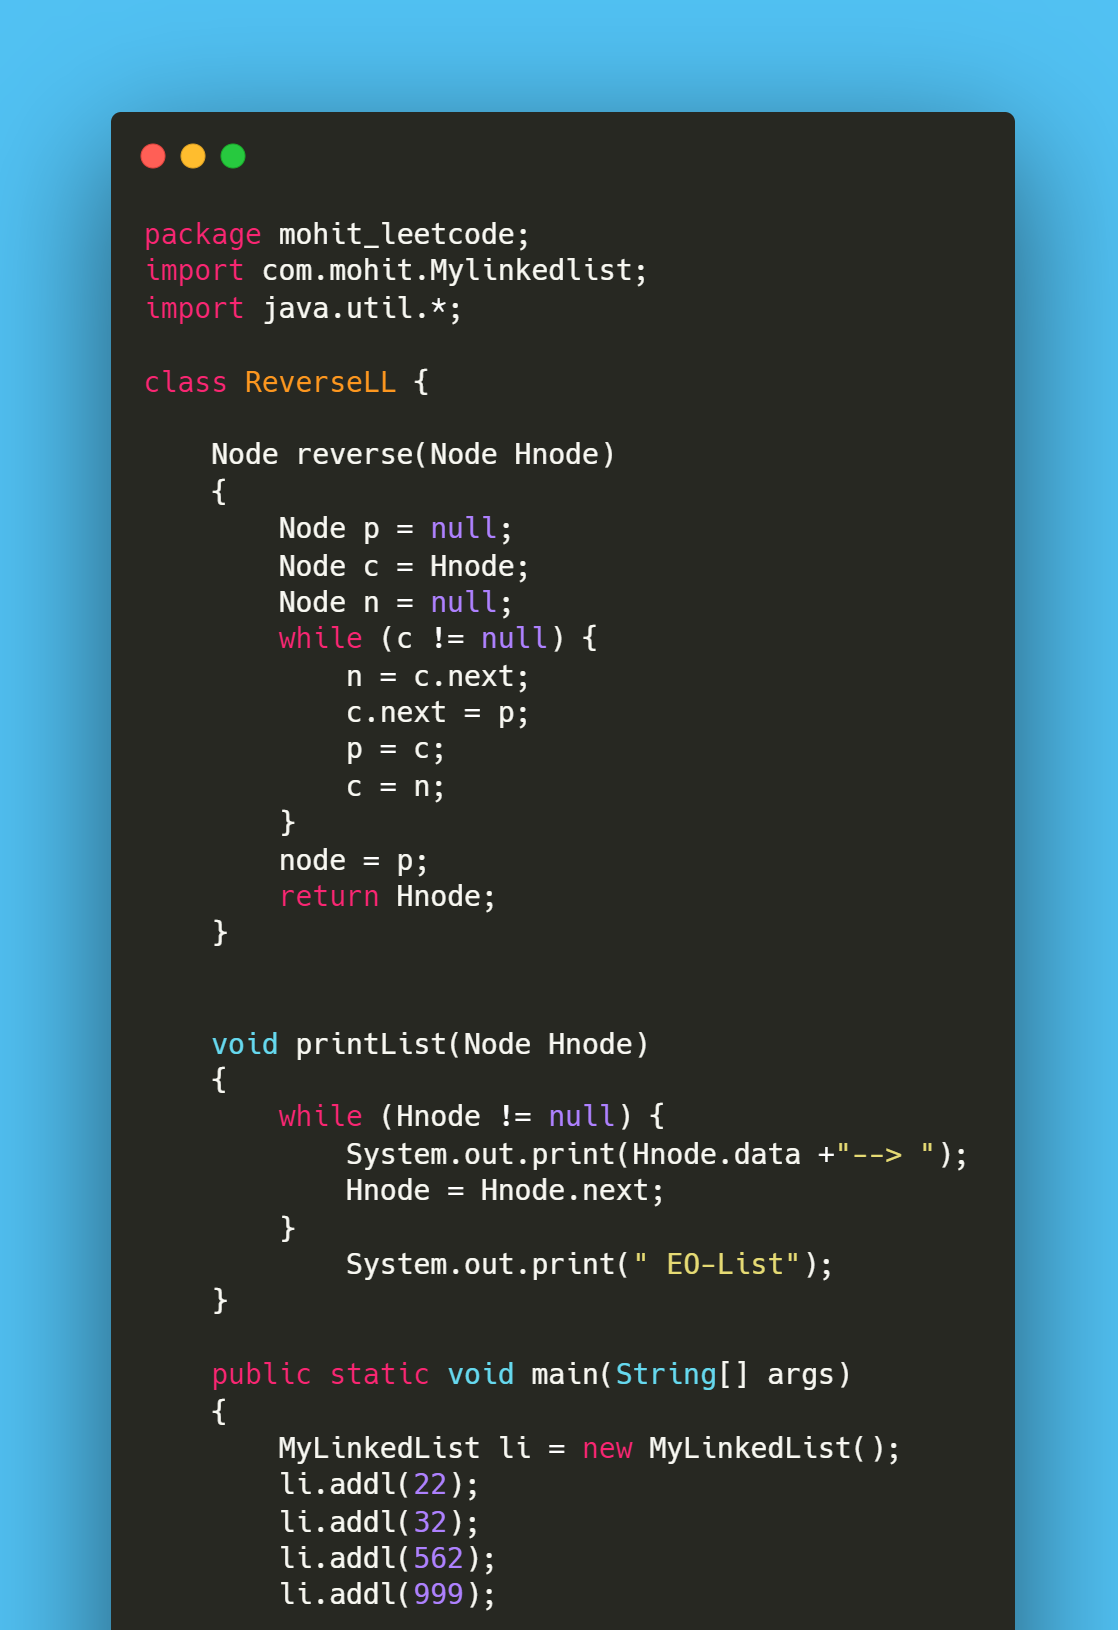 package mohit_leetcode;
import com.mohit.Mylinkedlist;
import java.util.*;

class ReverseLL {

    Node reverse(Node Hnode)
    {
        Node p = null;
        Node c = Hnode;
        Node n = null;
        while (c != null) {
            n = c.next;
            c.next = p;
            p = c;
            c = n;
        }
        node = p;
        return Hnode;
    }


    void printList(Node Hnode)
    {
        while (Hnode != null) {
            System.out.print(Hnode.data +"--> ");
            Hnode = Hnode.next;
        }
            System.out.print(" EO-List");
    }

    public static void main(String[] args)
    {
        MyLinkedList li = new MyLinkedList();
        li.addl(22);
        li.addl(32);
        li.addl(562);
        li.addl(999);